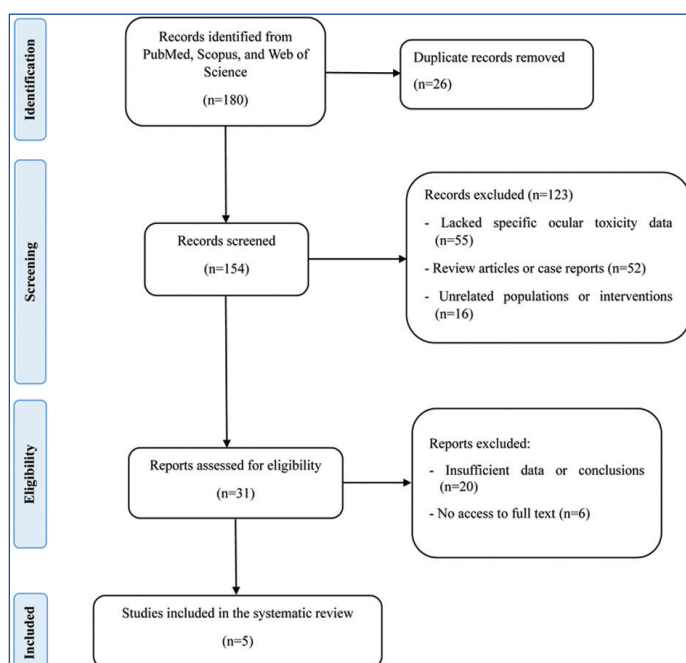 Identification
Records identified from
PubMed, Scopus, and Web of
Science
(n=180)
Duplicate records removed
(n=26)
Screening
Records screened
(n=154)
Records excluded (n=123)
- Lacked specific ocular toxicity data
(n=55)
- Review articles or case reports (n=52)
- Unrelated populations or interventions
(n=16)
Eligibility
Reports assessed for eligibility
(n=31)
Reports excluded:
- Insufficient data or conclusions
(n=20)
- No access to full text (n=6)
Included
Studies included in the systematic review
(n=5)